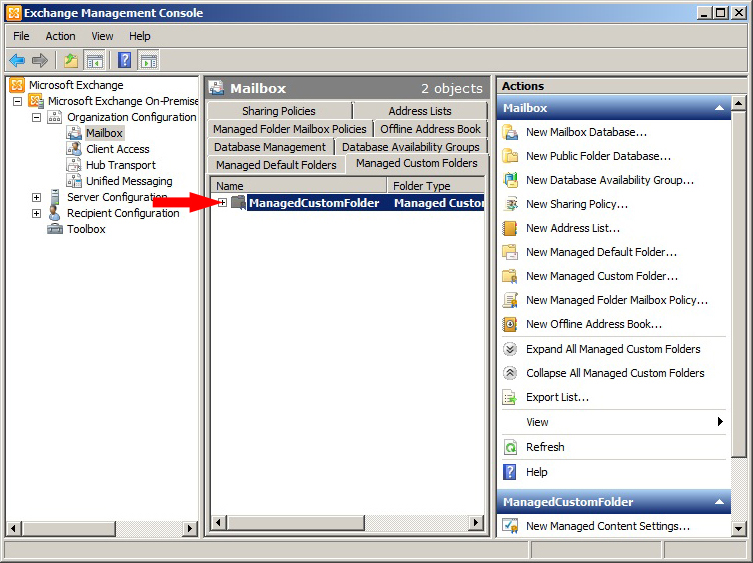 Exchange Management Console
File Action View Help
Microsoft Exchange
Microsoft Exchange On-Premise
Organization Configuration
Mailbox
Client Access
Hub Transport
Unified Messaging
Server Configuration
Recipient Configuration
Toolbox
Mailbox 2 objects
Sharing Policies Address Lists
Managed Folder Mailbox Policies Offline Address Book
Database Management Database Availability Groups
Managed Default Folders Managed Custom Folders
Name Folder Type
ManagedCustomFolder Managed Custor
Actions
Mailbox
New Mailbox Database...
New Public Folder Database...
New Database Availability Group...
New Sharing Policy...
New Address List...
New Managed Default Folder...
New Managed Custom Folder...
New Managed Folder Mailbox Policy...
New Offline Address Book...
Expand All Managed Custom Folders
Collapse All Managed Custom Folders
Export List...
View
Refresh
Help
ManagedCustomFolder
New Managed Content Settings...